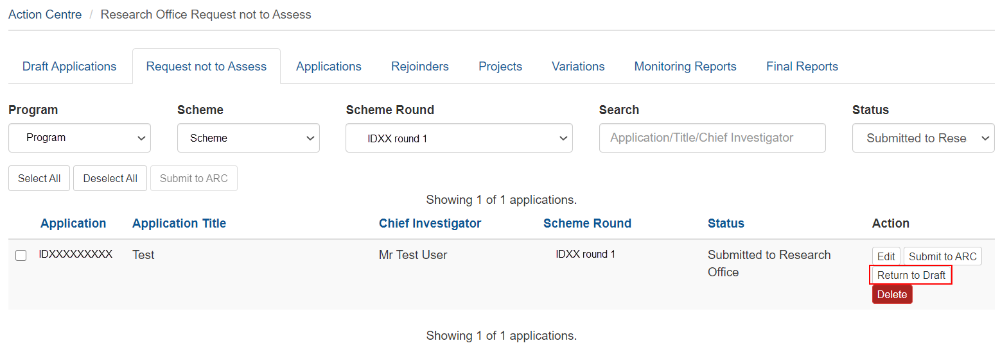 Action Centre / Research Office Request not to Assess
Draft Applications Request not to Assess Applications Rejoinders Projects Variations Monitoring Reports Final Reports
Program Scheme Scheme Round Search Status
Program Scheme IDXX round 1 Application/Title/Chief Investigator Submitted to Rese
Select All Deselect All Submit to ARC
Showing 1 of 1 applications.
Application Application Title Chief Investigator Scheme Round Status Action
IDXXXXXXXXX Test Mr Test User IDXX round 1 Submitted to Research Edit Submit to ARC
Office Return to Draft
Delete
Showing 1 of 1 applications.